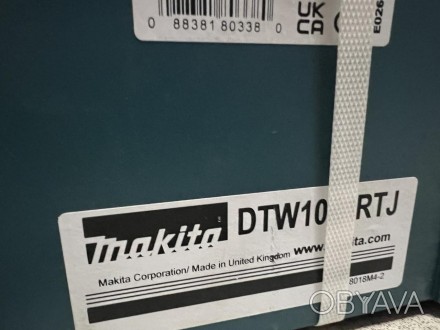 0 88381 80338 0
UK
CA
E026
makita
DTW10 RTJ
Makita Corporation/ Made in United Kingdom www. ita.com
8018M4-2
OBYAVA